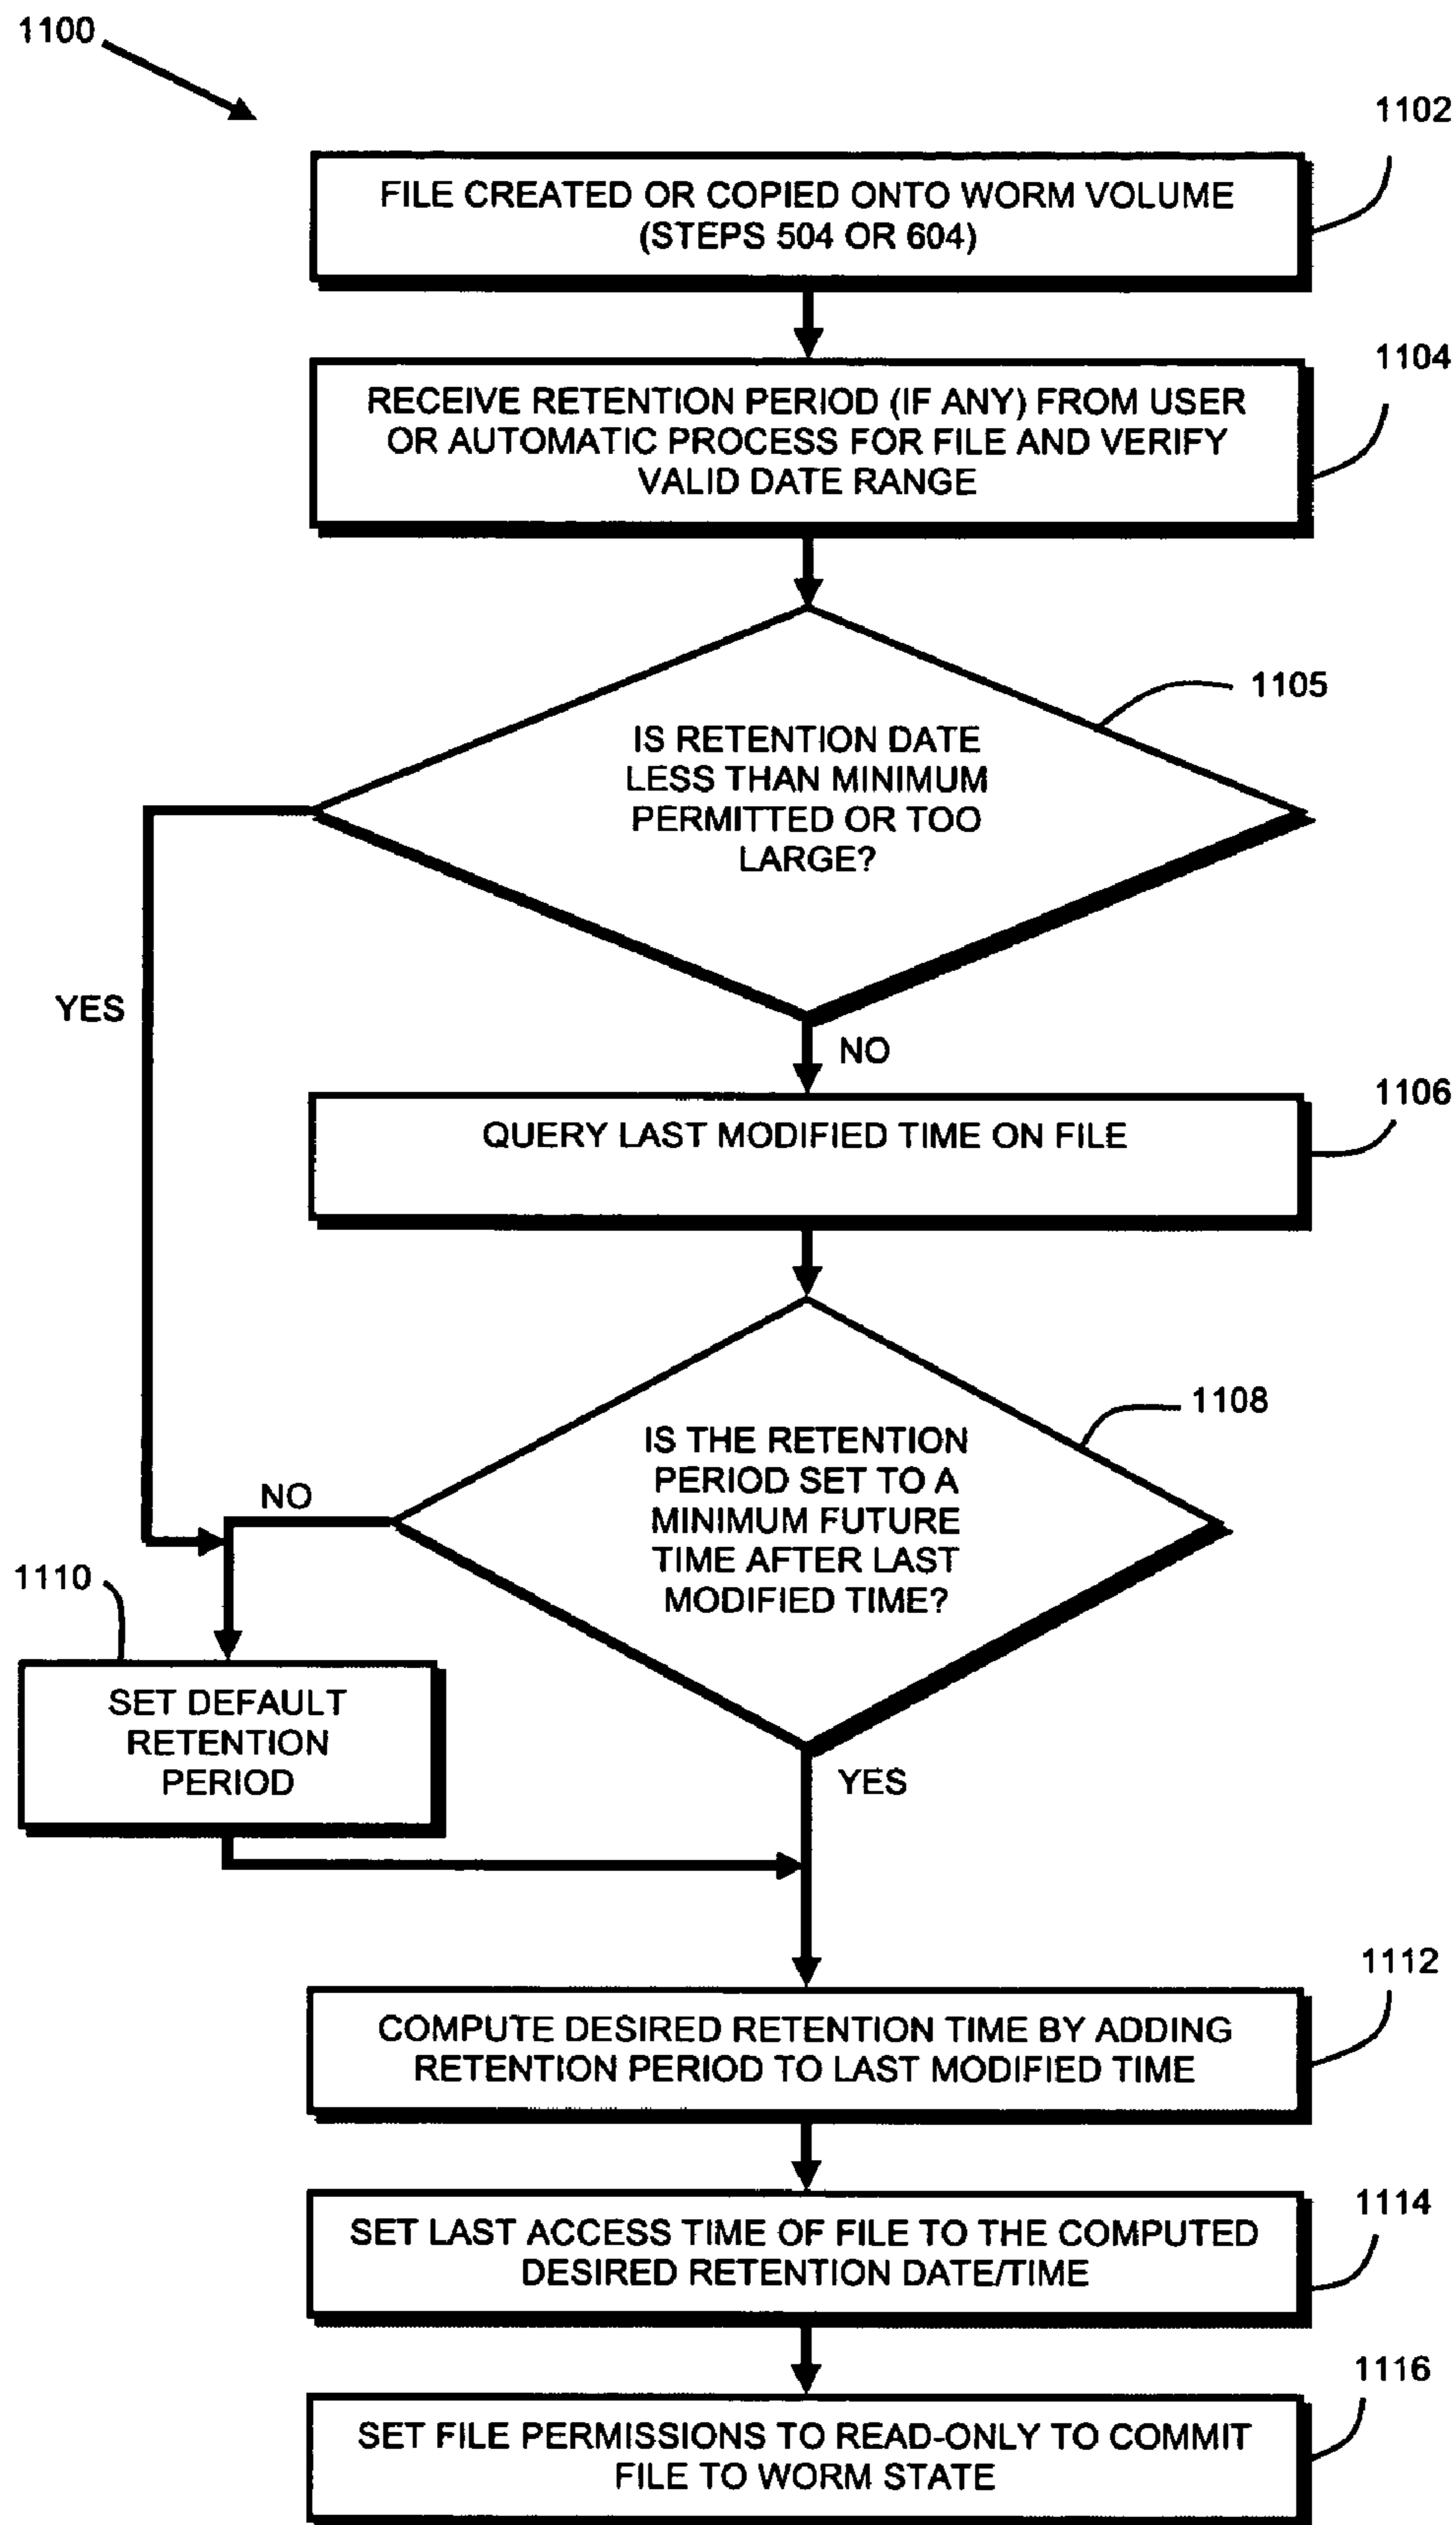 1100
1102
FILE CREATED OR COPIED ONTO WORM VOLUME
(STEPS 504 OR 604)
1104
RECEIVE RETENTION PERIOD (IF ANY) FROM USER
OR AUTOMATIC PROCESS FOR FILE AND VERIFY
VALID DATE RANGE
1105
IS RETENTION DATE
LESS THAN MINIMUM
PERMITTED OR TOO
LARGE?
YES
NO
1106
QUERY LAST MODIFIED TIME ON FILE
1108
IS THE RETENTION
PERIOD SET TO A
MINIMUM FUTURE
TIME AFTER LAST
MODIFIED TIME?
NO
1110
SET DEFAULT
RETENTION
PERIOD
YES
1112
COMPUTE DESIRED RETENTION TIME BY ADDING
RETENTION PERIOD TO LAST MODIFIED TIME
1114
SET LAST ACCESS TIME OF FILE TO THE COMPUTED
DESIRED RETENTION DATE/TIME
1116
SET FILE PERMISSIONS TO READ-ONLY TO COMMIT
FILE TO WORM STATE